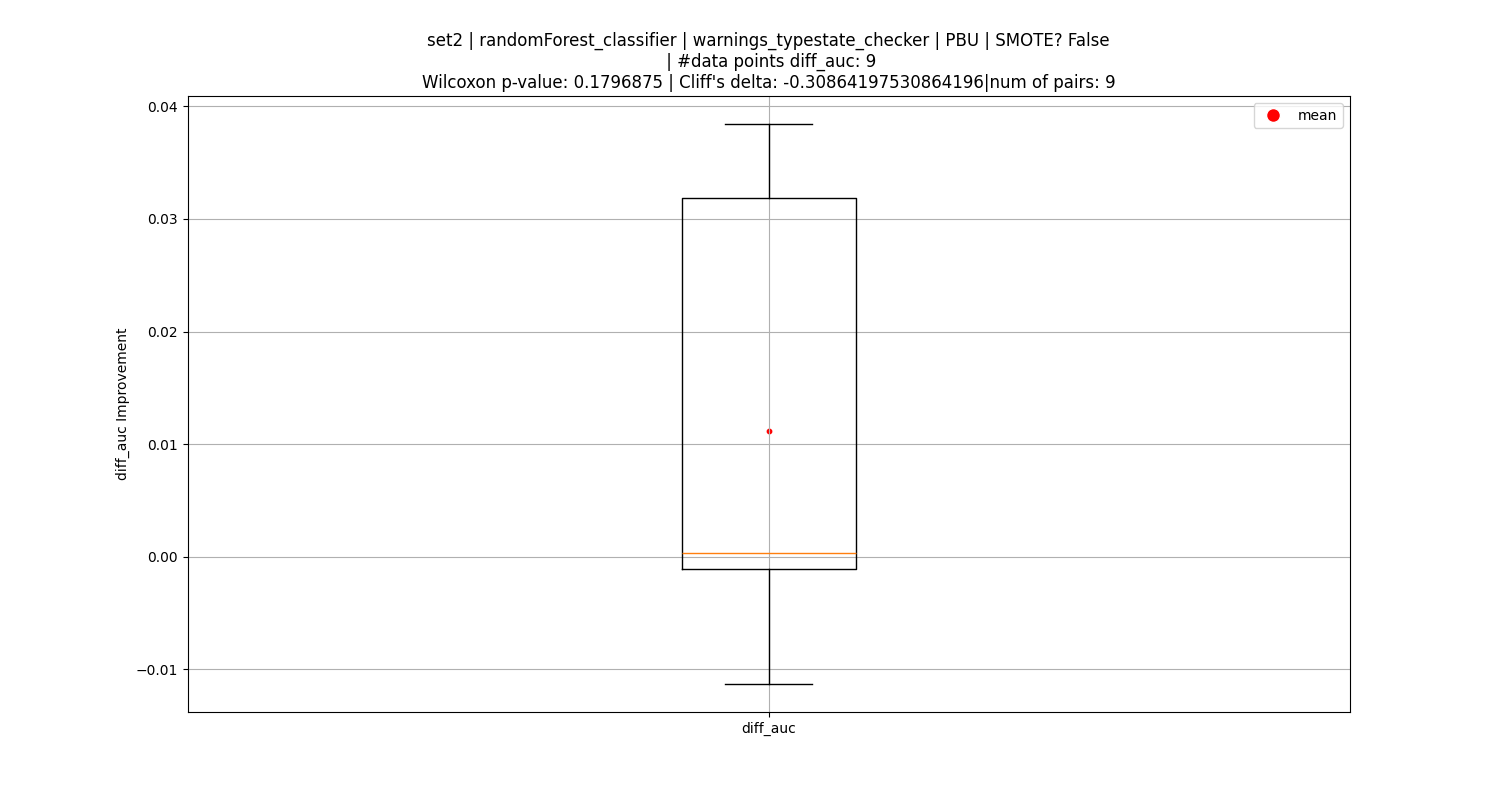 set2 | randomForest_classifier | warnings_typestate_checker | PBU | SMOTE? False
| #data points diff_auc: 9
Wilcoxon p-value: 0.1796875 | Cliff's delta: -0.30864197530864196|num of pairs: 9
mean
0.04
0.03
0.02
0.01
0.00
−0.01
diff_auc Improvement
diff_auc